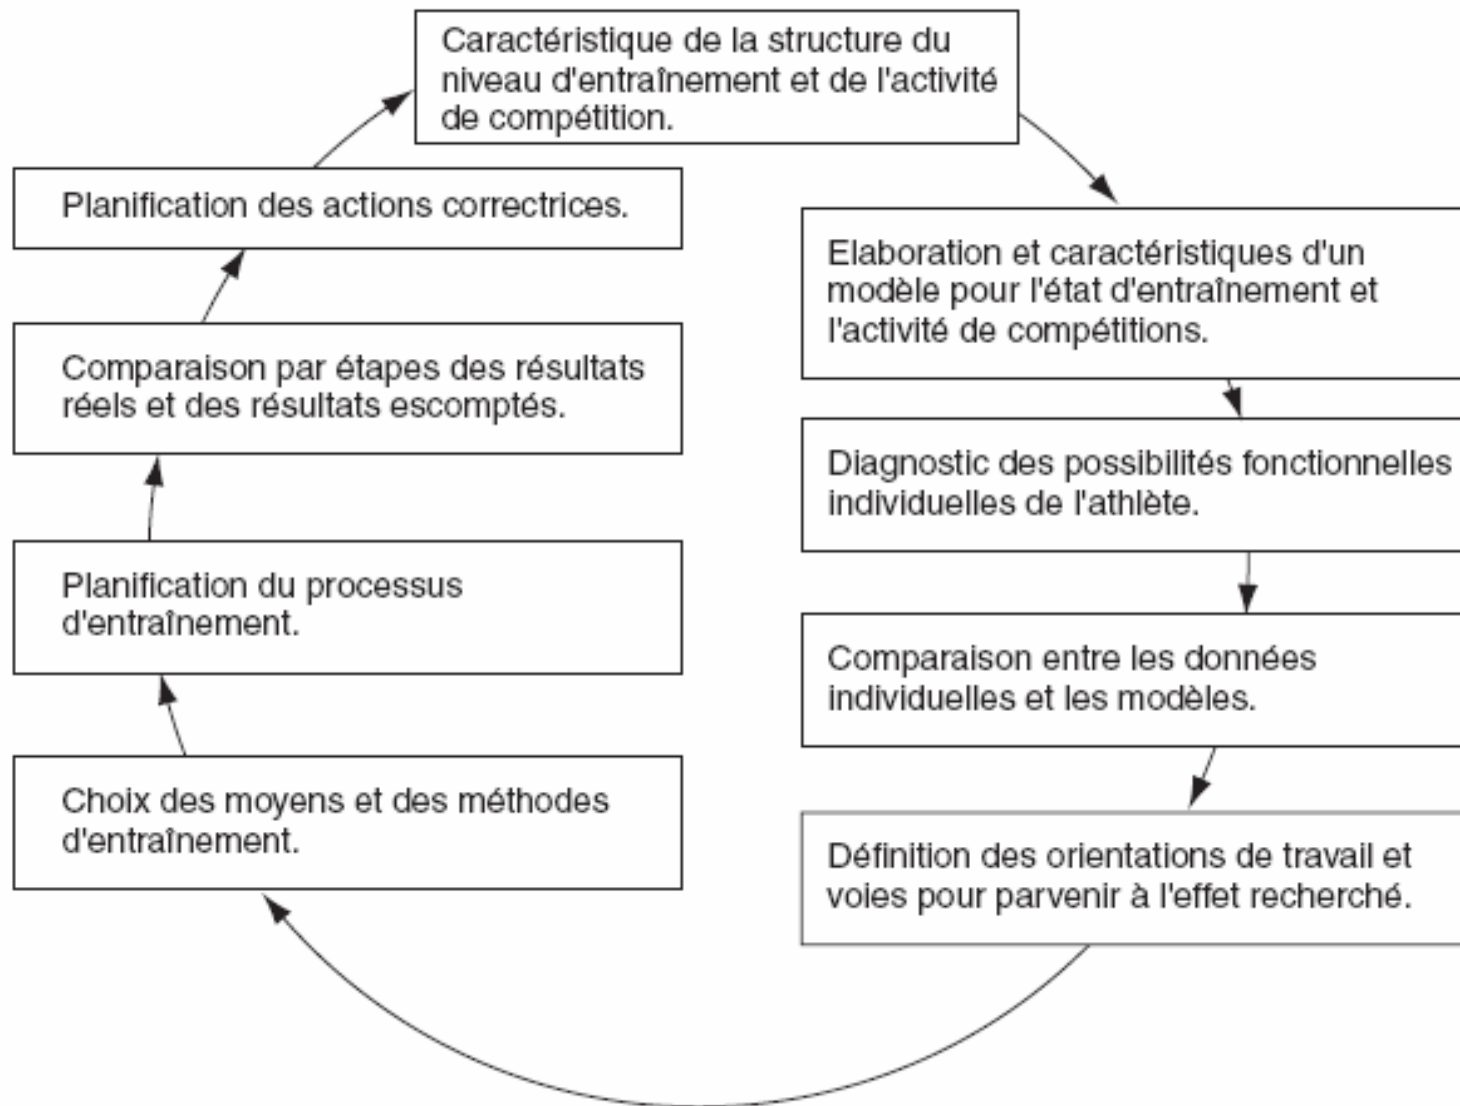 Caractéristique de la structure du
niveau d'entraînement et de l'activité
de compétition.
Elaboration et caractéristiques d'un
modèle pour l'état d'entraînement et
l'activité de compétitions.
Diagnostic des possibilités fonctionnelles
individuelles de l'athlète.
Comparaison entre les données
individuelles et les modèles.
Définition des orientations de travail et
voies pour parvenir à l'effet recherché.
Choix des moyens et des méthodes
d'entraînement.
Planification du processus
d'entraînement.
Comparaison par étapes des résultats
réels et des résultats escomptés.
Planification des actions correctrices.